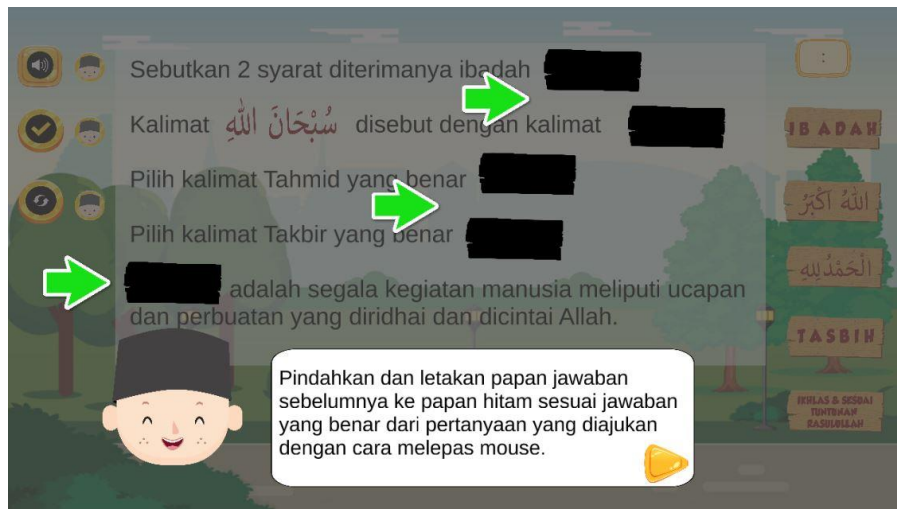 Sebutkan 2 syarat diterimanya ibadah
:
Kalimat سُبْحَانَ اللّٰهِ disebut dengan kalimat
IBADAH
Pilih kalimat Tahmid yang benar
اَللّٰهُ اَكْبَرُ
Pilih kalimat Takbir yang benar
الْحَمْدُلِلهِ
adalah segala kegiatan manusia meliputi ucapan
dan perbuatan yang diridhai dan dicintai Allah.
TASBIH
IKHLAS & SESUAI
TUNTUNAN
RASULULLAH
Pindahkan dan letakan papan jawaban
sebelumnya ke papan hitam sesuai jawaban
yang benar dari pertanyaan yang diajukan
dengan cara melepas mouse.